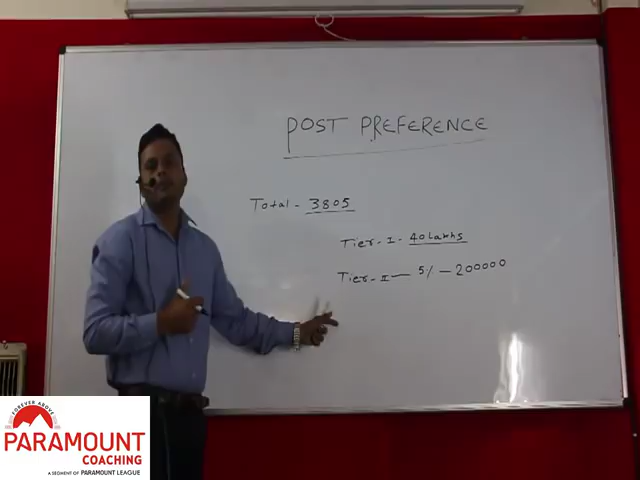 POST PREFERENCE
Total - 3805
Tier-I - 40 Lakhs
Tier-II — 5% — 200000
FOREVER ABOVE
PARAMOUNT
COACHING
A SEGMENT OF PARAMOUNT LEAGUE